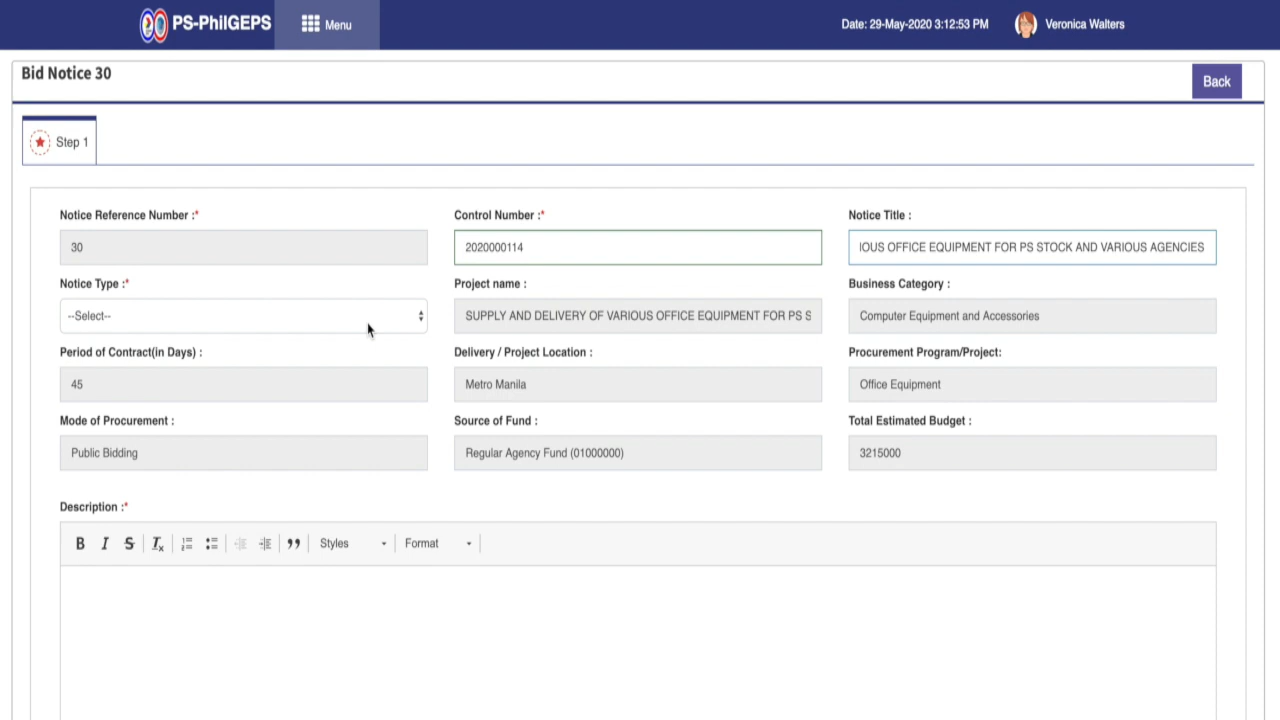 PS-PhilGEPS
Menu
Date: 29-May-2020 3:12:53 PM
Veronica Walters
Bid Notice 30
Back
Step 1
Notice Reference Number :*
Control Number :*
Notice Title :
30
2020000114
IOUS OFFICE EQUIPMENT FOR PS STOCK AND VARIOUS AGENCIES
Notice Type :*
Project name :
Business Category :
--Select--
SUPPLY AND DELIVERY OF VARIOUS OFFICE EQUIPMENT FOR PS S
Computer Equipment and Accessories
Period of Contract(in Days) :
Delivery / Project Location :
Procurement Program/Project:
45
Metro Manila
Office Equipment
Mode of Procurement :
Source of Fund :
Total Estimated Budget :
Public Bidding
Regular Agency Fund (01000000)
3215000
Description :*
Styles
Format